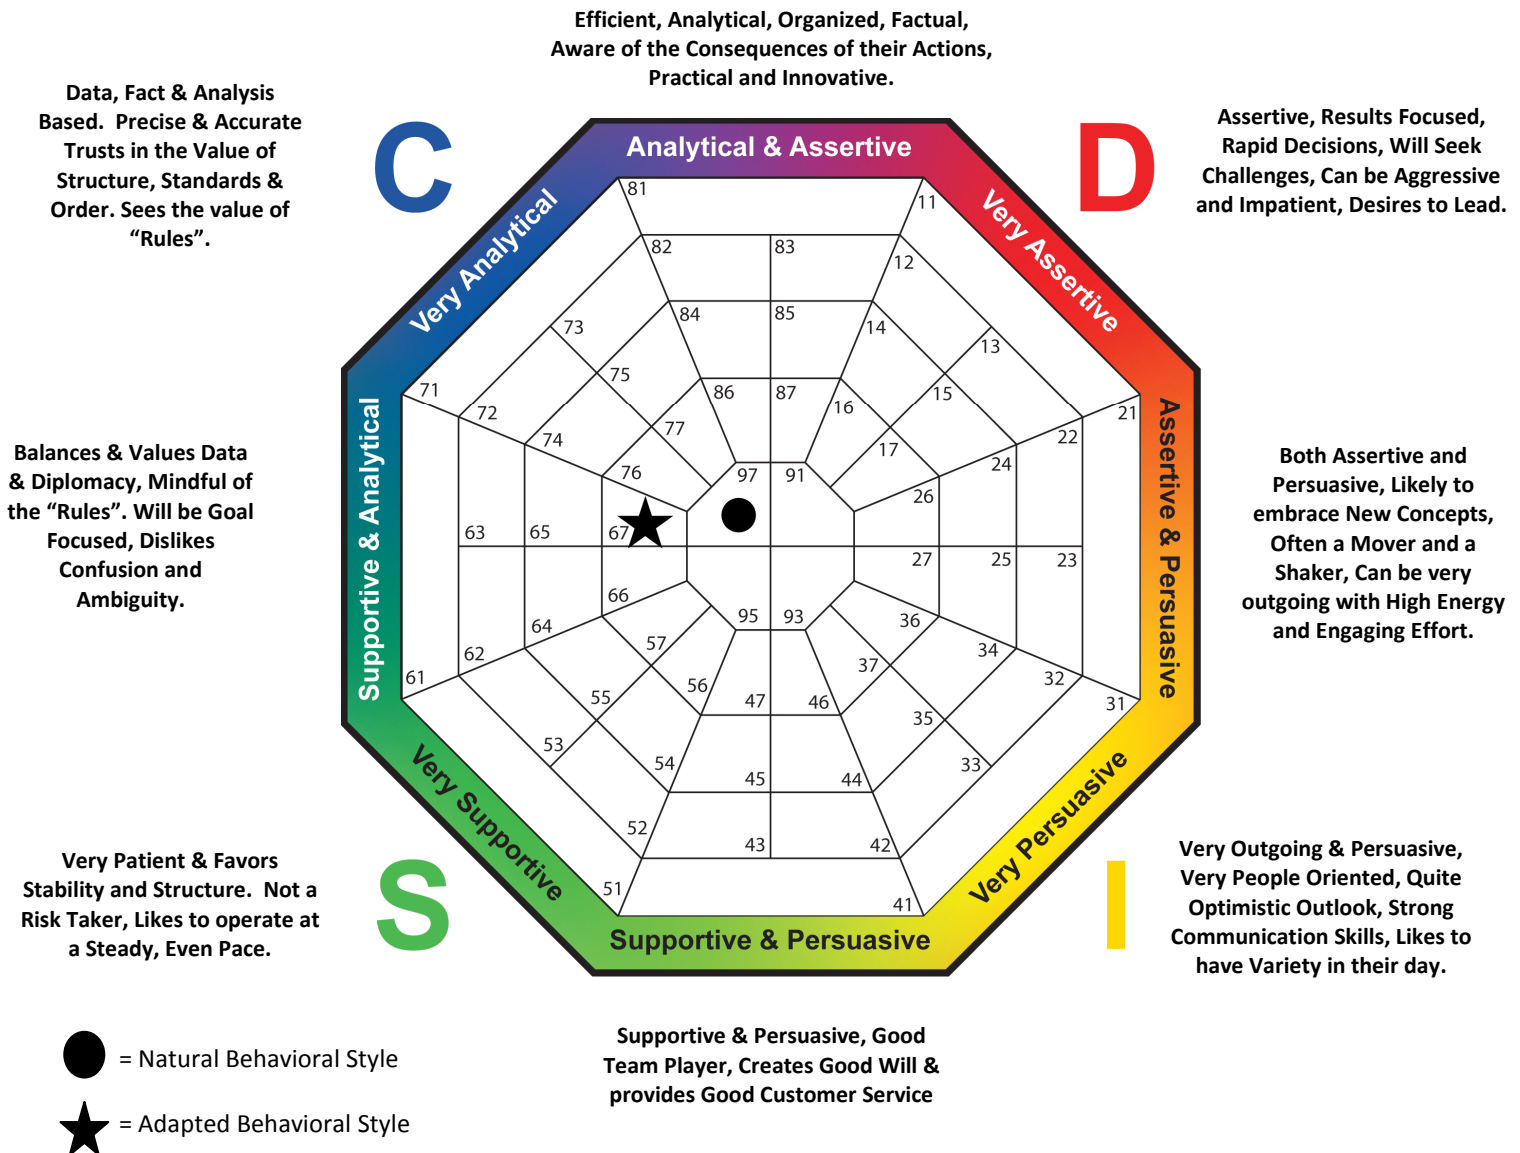 Efficient, Analytical, Organized, Factual,
Aware of the Consequences of their Actions,
Practical and Innovative.
Data, Fact & Analysis
Based.  Precise & Accurate
Trusts in the Value of
Structure, Standards &
Order. Sees the value of
“Rules”.
C
D
Assertive, Results Focused,
Rapid Decisions, Will Seek
Challenges, Can be Aggressive
and Impatient, Desires to Lead.
Analytical & Assertive
Very Analytical
Very Assertive
81
11
82
83
12
84
85
14
73
13
75
15
71
86
87
16
21
72
77
17
22
74
76
97
91
24
26
Supportive & Analytical
Assertive & Persuasive
Balances & Values Data
& Diplomacy, Mindful of
the “Rules”. Will be Goal
Focused, Dislikes
Confusion and
Ambiguity.
Both Assertive and
Persuasive, Likely to
embrace New Concepts,
Often a Mover and a
Shaker, Can be very
outgoing with High Energy
and Engaging Effort.
63
65
67
27
25
23
66
95
93
36
64
57
34
62
37
61
56
32
55
47
46
31
53
35
54
33
45
44
52
43
42
51
41
Very Supportive
Very Persuasive
Supportive & Persuasive
Very Patient & Favors
Stability and Structure.  Not a
Risk Taker, Likes to operate at
a Steady, Even Pace.
S
I
Very Outgoing & Persuasive,
Very People Oriented, Quite
Optimistic Outlook, Strong
Communication Skills, Likes to
have Variety in their day.
Supportive & Persuasive, Good
Team Player, Creates Good Will &
provides Good Customer Service
= Natural Behavioral Style
= Adapted Behavioral Style